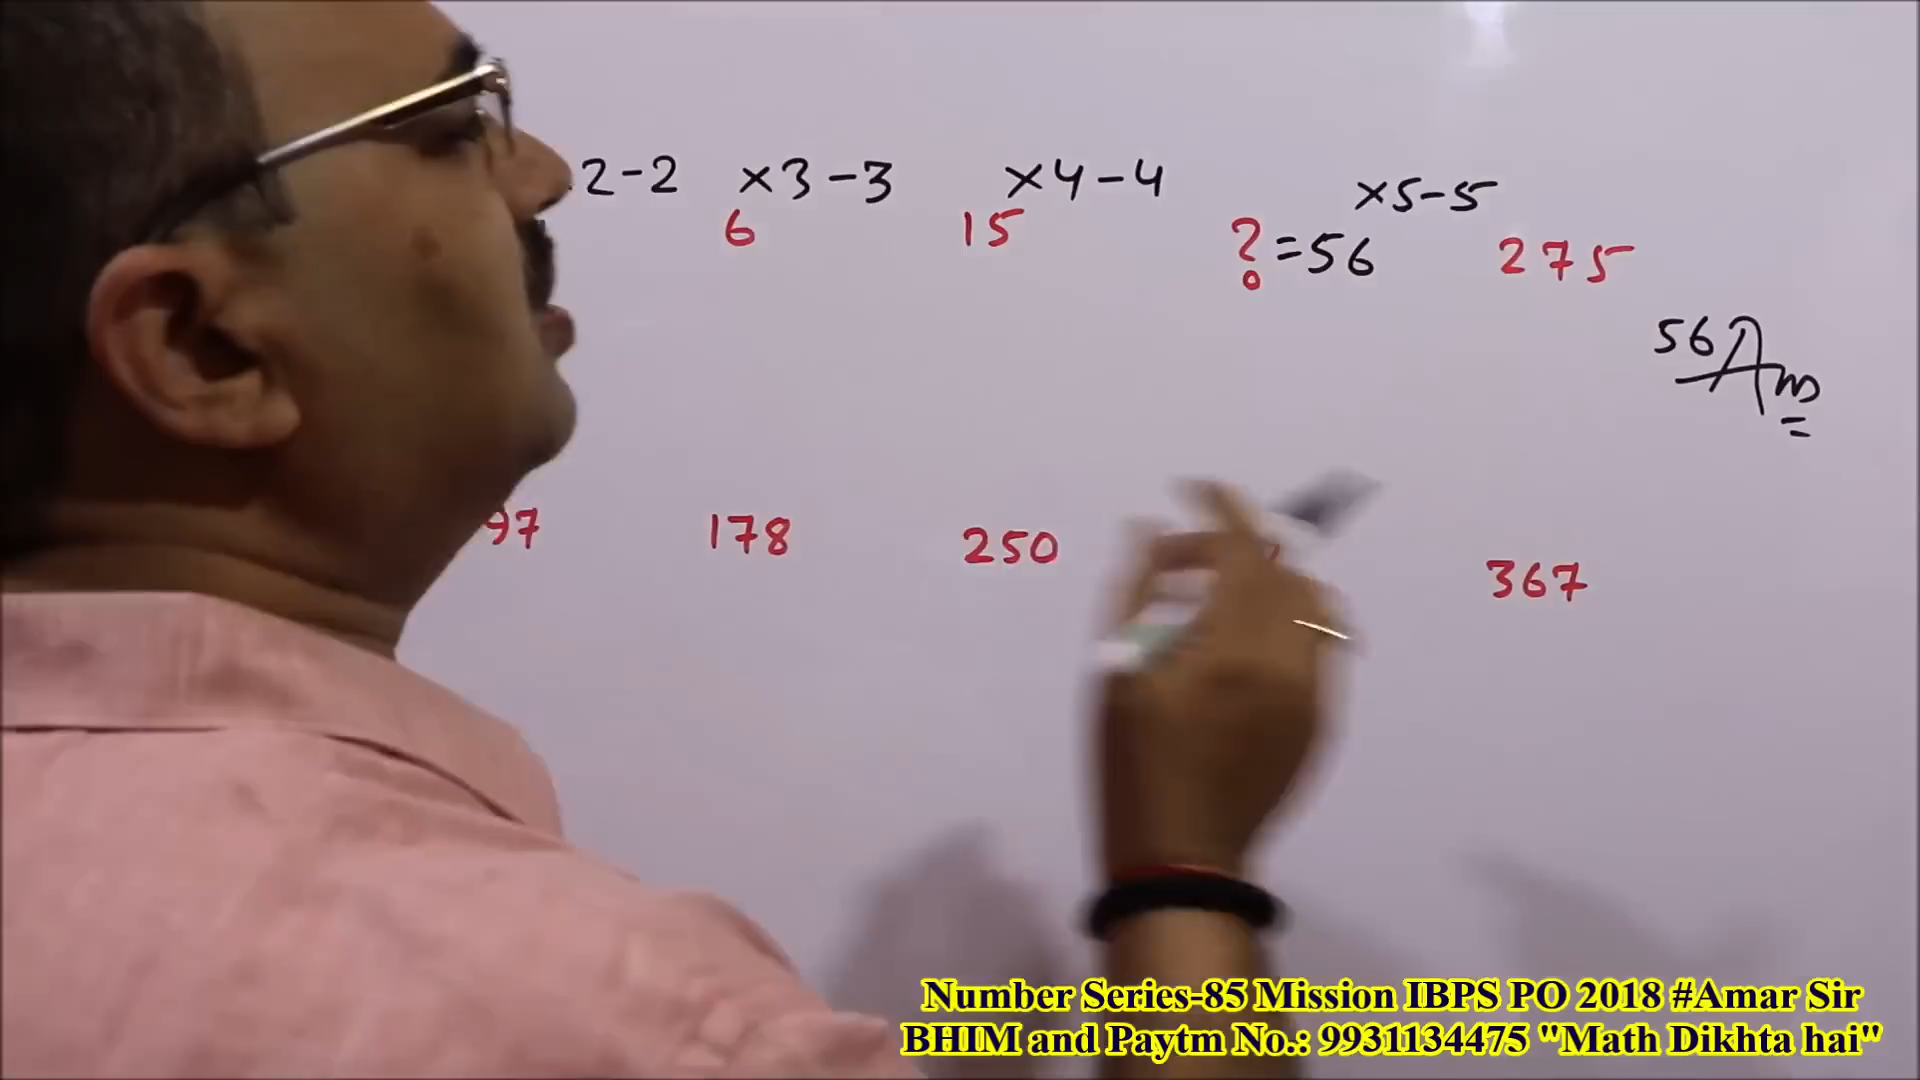 2-2 ×3-3 ×4-4 ×5-5
6 15 ?=56 275
56 Ans
97 178 250 367
Number Series-85 Mission IBPS PO 2018 #Amar Sir
BHIM and Paytm No.: 9931134475 "Math Dikhta hai"